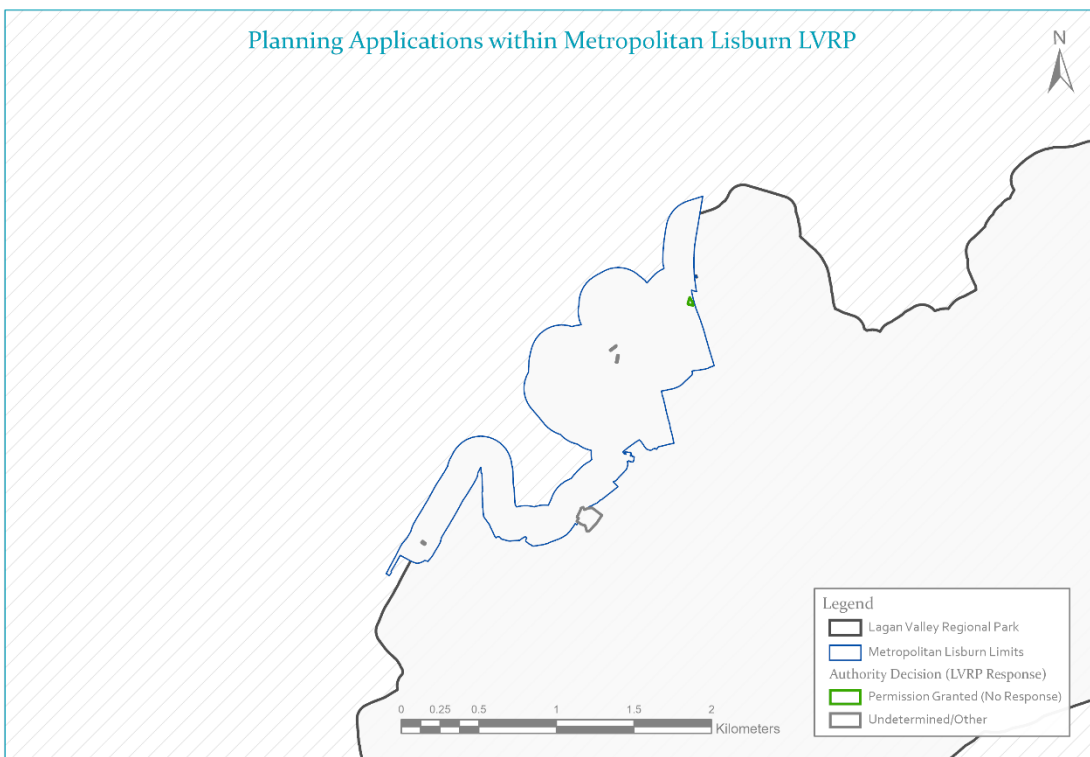 Planning Applications within Metropolitan Lisburn LVRP
N
Legend
Lagan Valley Regional Park
Metropolitan Lisburn Limits
Authority Decision (LVRP Response)
Permission Granted (No Response)
Undetermined/Other
0 0.25 0.5 1 1.5 2
Kilometers